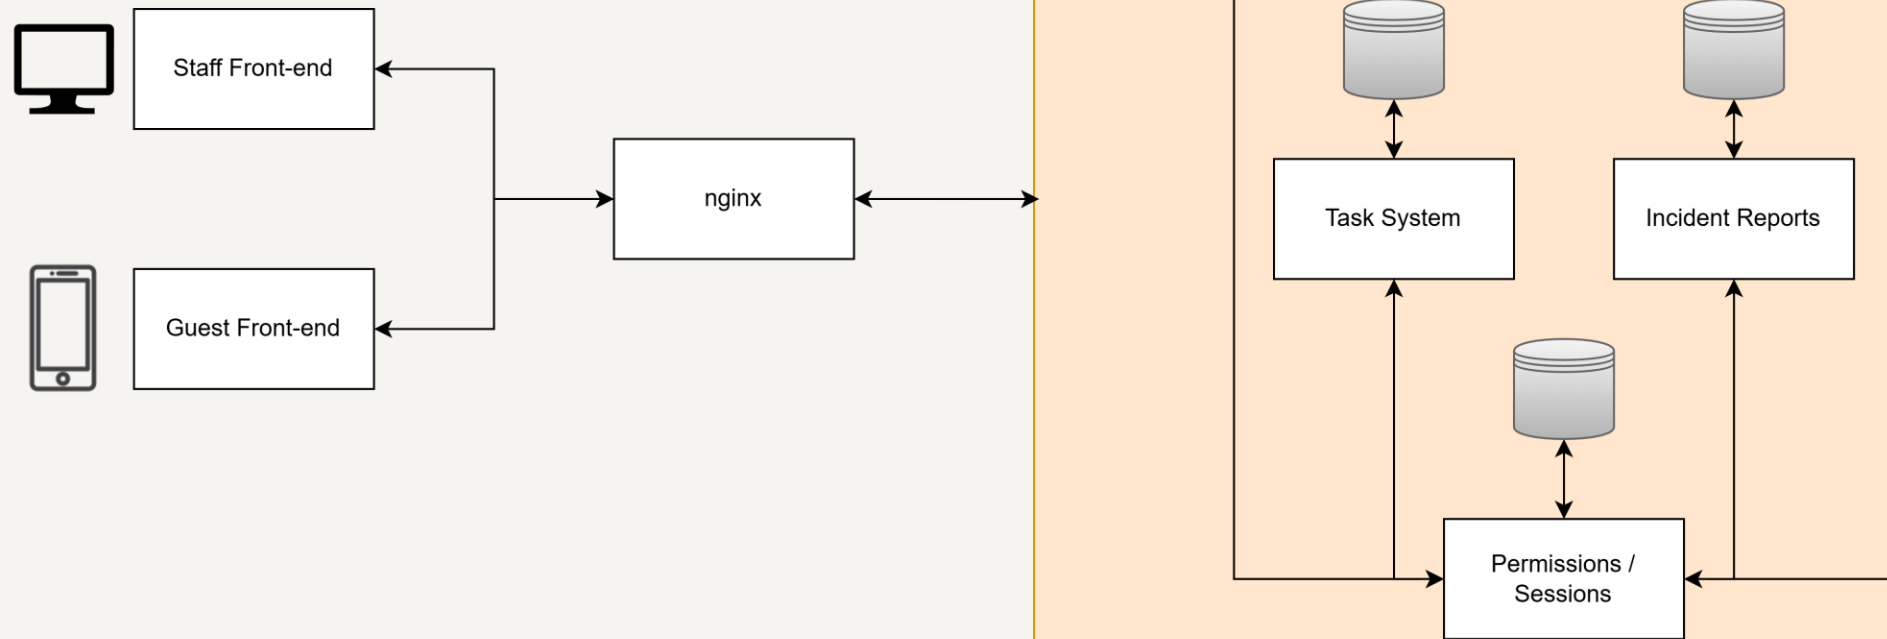 Staff Front-end
nginx
Guest Front-end
Task System
Incident Reports
Permissions /
Sessions